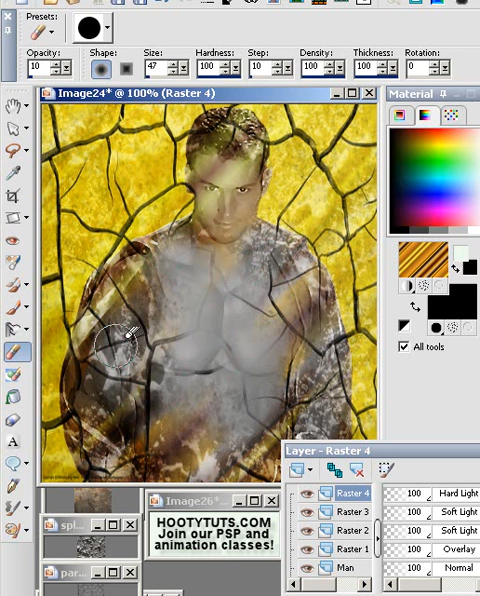 Presets:
Opacity: Shape: Size: Hardness: Step: Density: Thickness: Rotation:
10 47 100 10 100 100 0
Image24* @ 100% (Raster 4)
Material
All tools
Layer - Raster 4
Raster 4 100 Hard Light
Raster 3 100 Soft Light
Raster 2 100 Soft Light
Raster 1 100 Overlay
Man 100 Normal
Image26*...
HOOTYTUTS.COM
Join our PSP and
animation classes!
spl...
par...